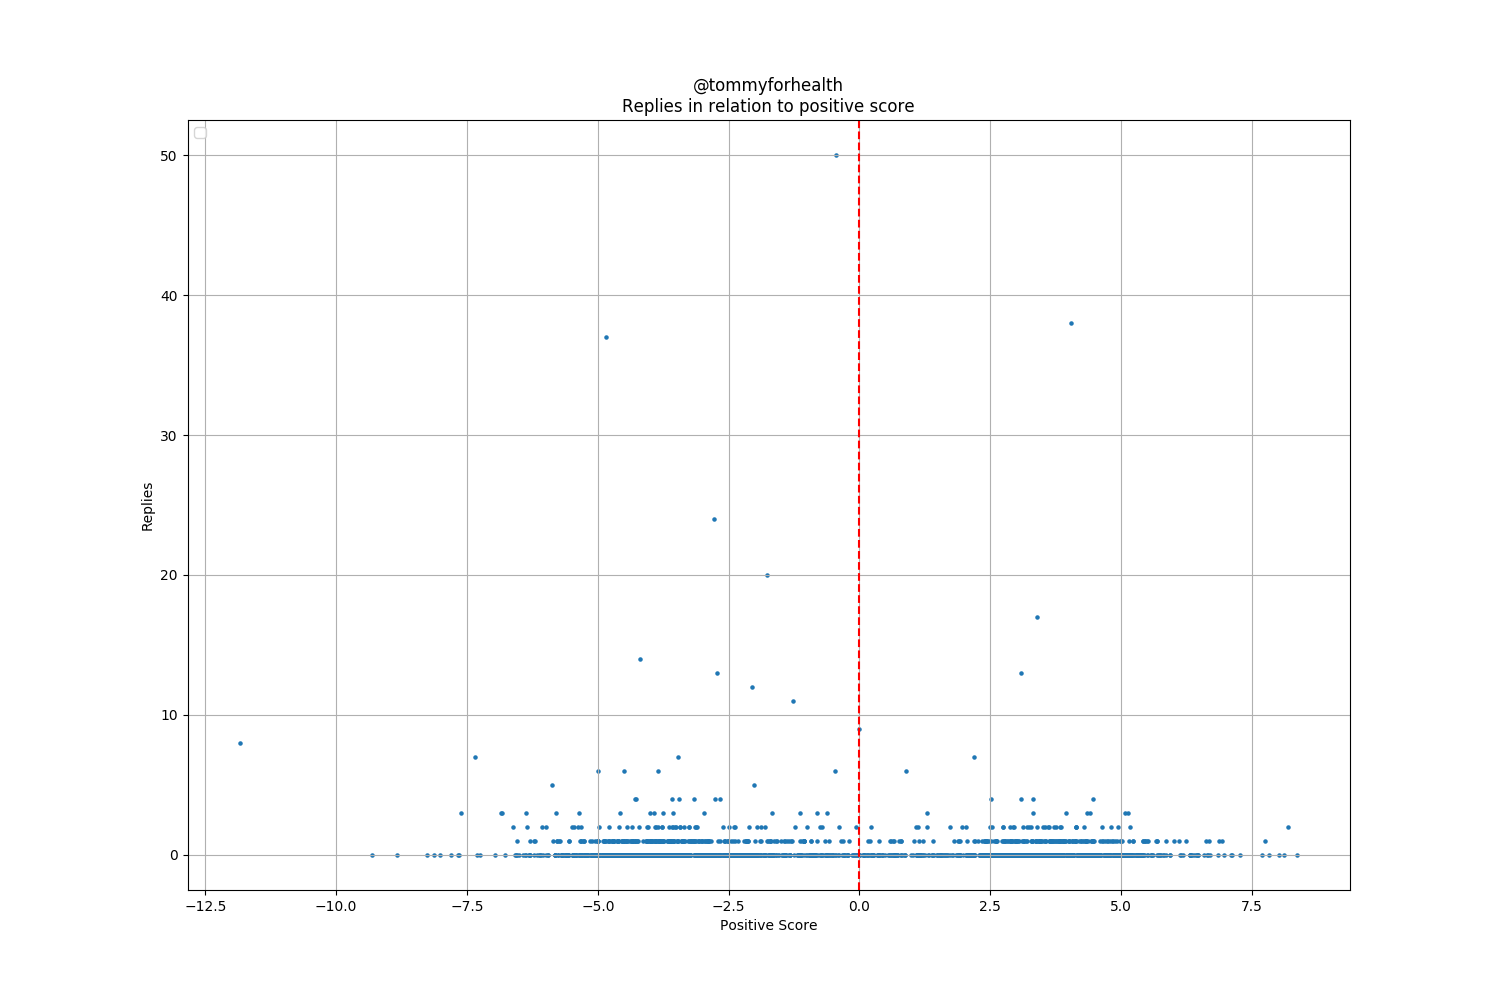 @tommyforhealth
Replies in relation to positive score
50
40
30
20
10
0
Replies
−12.5 −10.0 −7.5 −5.0 −2.5 0.0 2.5 5.0 7.5
Positive Score